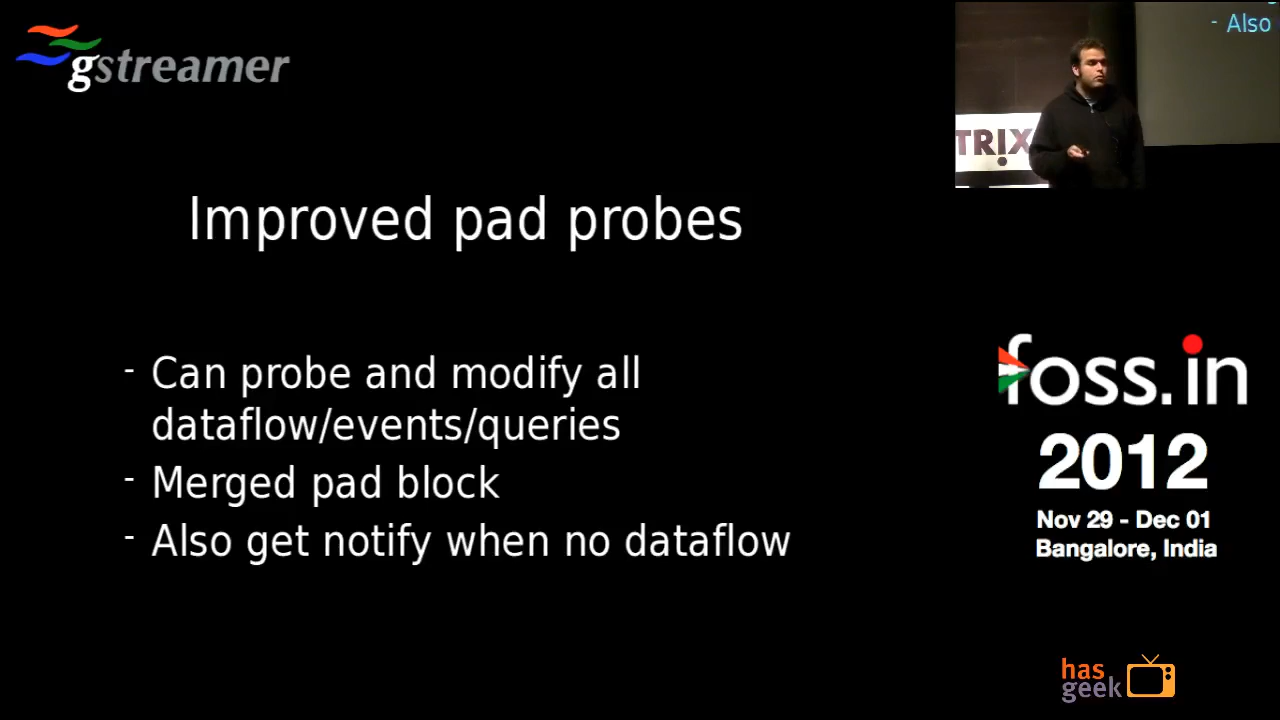 gstreamer
- Also
TRIX
Improved pad probes
- Can probe and modify all
dataflow/events/queries
- Merged pad block
- Also get notify when no dataflow
foss.in
2012
Nov 29 - Dec 01
Bangalore, India
has
geek